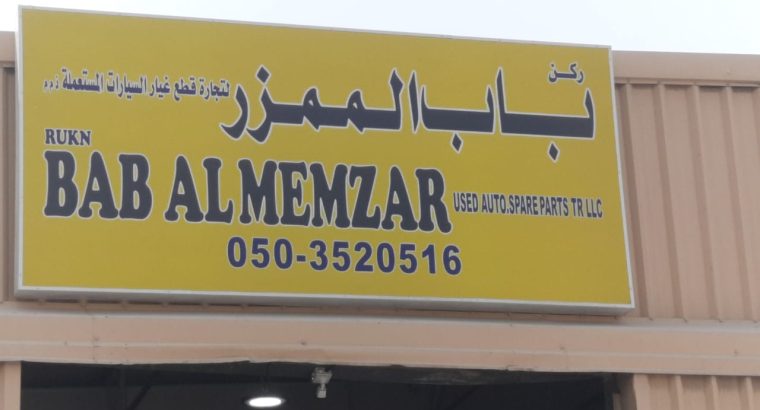 ركن
باب الممزر لتجارة قطع غيار السيارات المستعملة ذ م م
RUKN
BAB AL MEMZAR USED AUTO.SPARE PARTS TR LLC
050-3520516